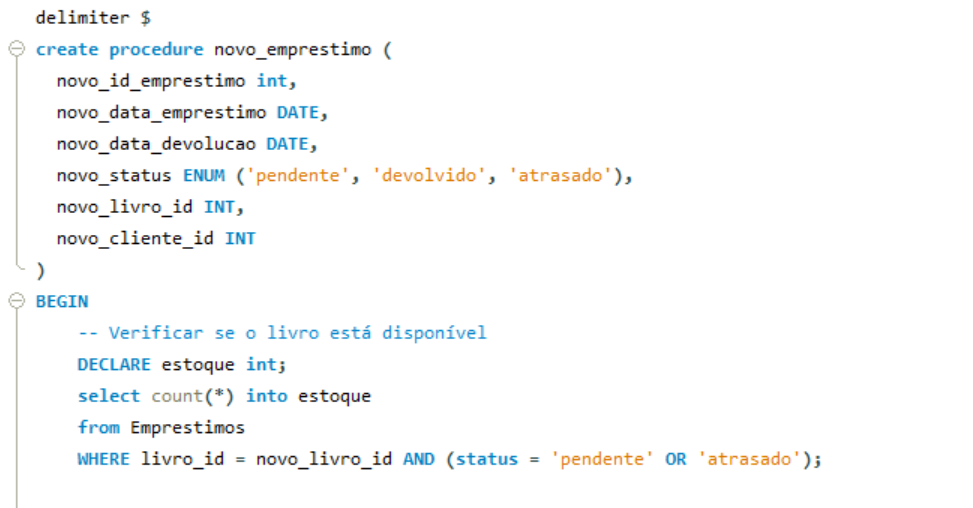 delimiter $
create procedure novo_emprestimo (
novo_id_emprestimo int,
novo_data_emprestimo DATE,
novo_data_devolucao DATE,
novo_status ENUM ('pendente', 'devolvido', 'atrasado'),
novo_livro_id INT,
novo_cliente_id INT
)
BEGIN
-- Verificar se o livro está disponível
DECLARE estoque int;
select count(*) into estoque
from Emprestimos
WHERE livro_id = novo_livro_id AND (status = 'pendente' OR 'atrasado');